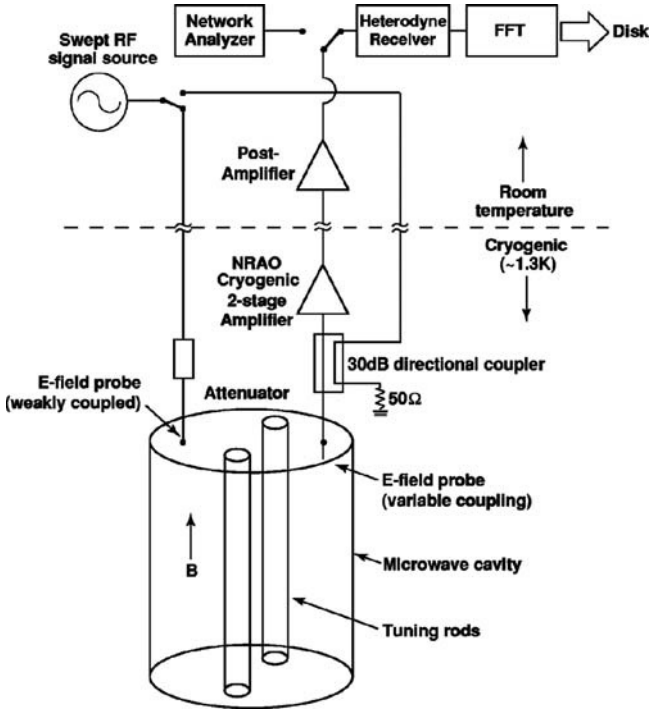 Network
Analyzer
Heterodyne
Receiver
FFT
Disk
Swept RF
signal source
Post-
Amplifier
Room
temperature
Cryogenic
(~1.3K)
NRAO
Cryogenic
2-stage
Amplifier
30dB directional coupler
50Ω
E-field probe
(weakly coupled)
Attenuator
E-field probe
(variable coupling)
B
Microwave cavity
Tuning rods